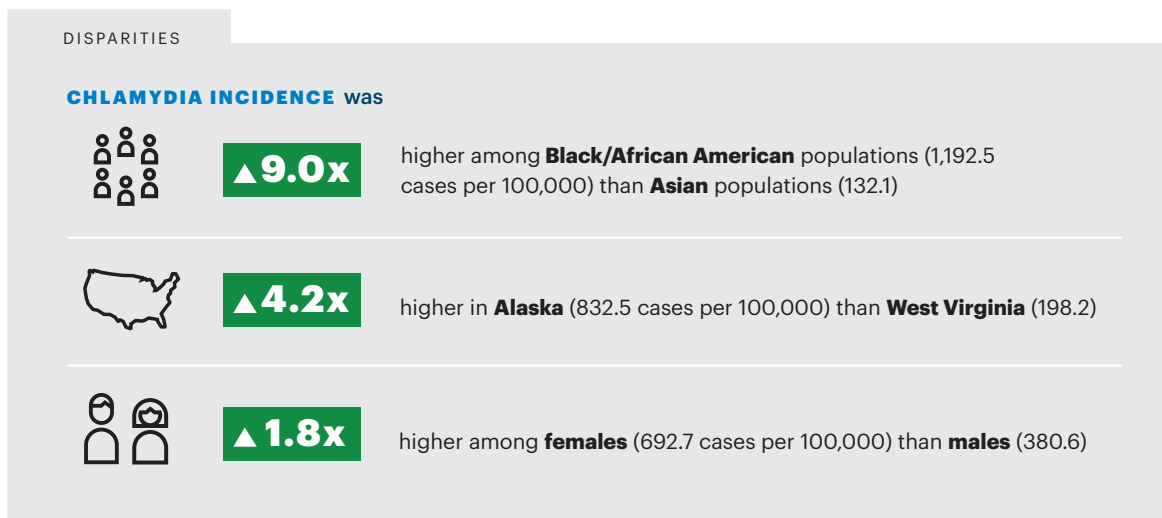 DISPARITIES
CHLAMYDIA INCIDENCE was
▲9.0x
higher among Black/African American populations (1,192.5
cases per 100,000) than Asian populations (132.1)
▲4.2x
higher in Alaska (832.5 cases per 100,000) than West Virginia (198.2)
▲1.8x
higher among females (692.7 cases per 100,000) than males (380.6)